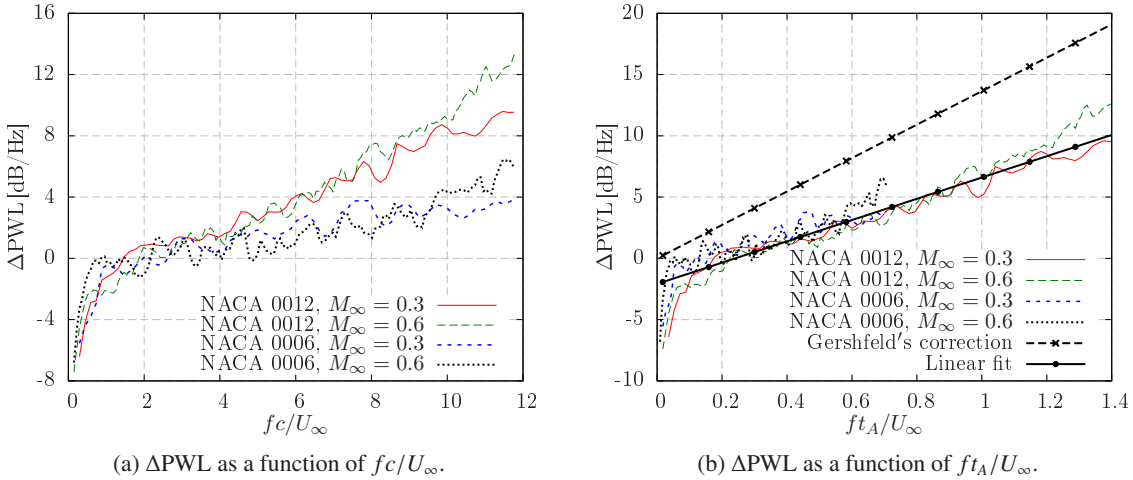 16
12
8
4
0
-4
-8
ΔPWL [dB/Hz]
NACA 0012, M∞ = 0.3
NACA 0012, M∞ = 0.6
NACA 0006, M∞ = 0.3
NACA 0006, M∞ = 0.6
0 2 4 6 8 10 12
fc/U∞
(a) ΔPWL as a function of fc/U∞.
20
15
10
5
0
-5
-10
ΔPWL [dB/Hz]
NACA 0012, M∞ = 0.3
NACA 0012, M∞ = 0.6
NACA 0006, M∞ = 0.3
NACA 0006, M∞ = 0.6
Gershfeld's correction
Linear fit
0 0.2 0.4 0.6 0.8 1 1.2 1.4
ftA/U∞
(b) ΔPWL as a function of ftA/U∞.